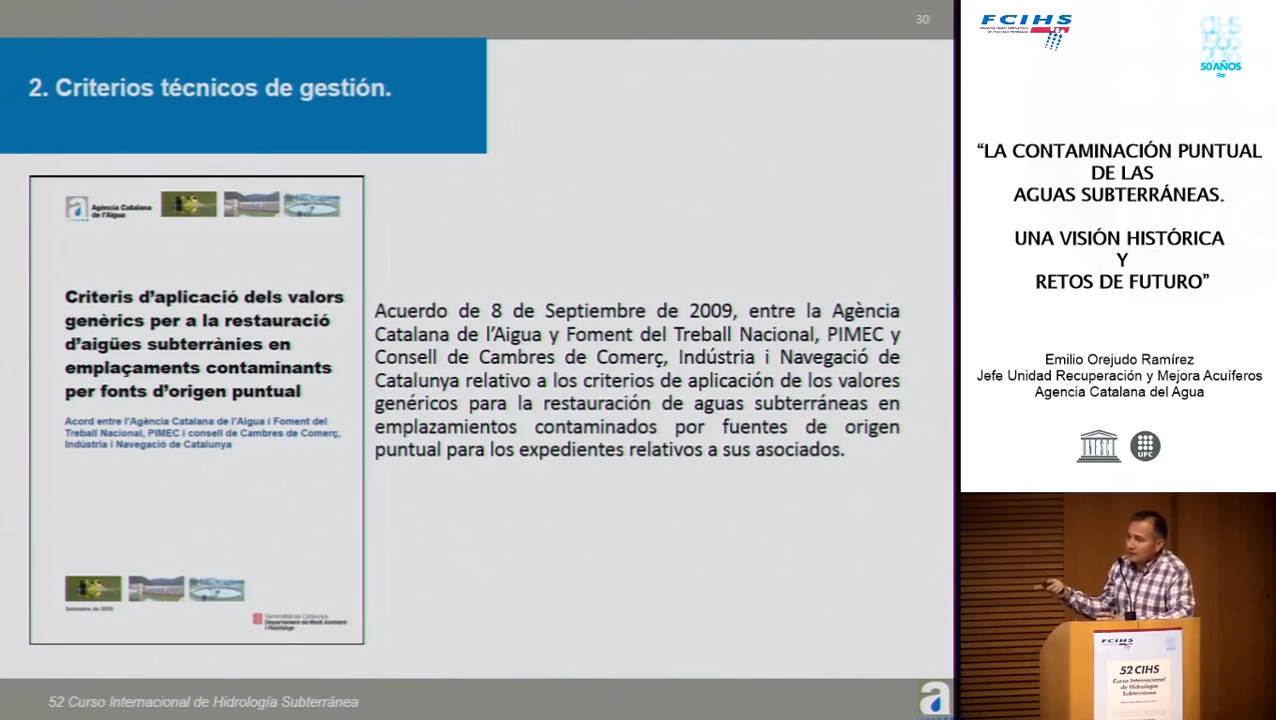 30
2. Criterios técnicos de gestión.
Agència Catalana
de l'Aigua
Criteris d'aplicació dels valors
genèrics per a la restauració
d'aigües subterrànies en
emplaçaments contaminants
per fonts d'origen puntual
Acord entre l'Agència Catalana de l'Aigua i Foment del
Treball Nacional, PIMEC i consell de Cambres de Comerç,
Indústria i Navegació de Catalunya
Setembre de 2009
Generalitat de Catalunya
Departament de Medi Ambient
i Habitatge
Acuerdo de 8 de Septiembre de 2009, entre la Agència
Catalana de l'Aigua y Foment del Treball Nacional, PIMEC y
Consell de Cambres de Comerç, Indústria i Navegació de
Catalunya relativo a los criterios de aplicación de los valores
genéricos para la restauración de aguas subterráneas en
emplazamientos contaminados por fuentes de origen
puntual para los expedientes relativos a sus asociados.
52 Curso Internacional de Hidrología Subterránea
FCIHS
50 AÑOS
“LA CONTAMINACIÓN PUNTUAL
DE LAS
AGUAS SUBTERRÁNEAS.
UNA VISIÓN HISTÓRICA
Y
RETOS DE FUTURO”
Emilio Orejudo Ramírez
Jefe Unidad Recuperación y Mejora Acuíferos
Agencia Catalana del Agua
UPC
FCIHS
52 CIHS
Curso Internacional
de Hidrología
Subterránea